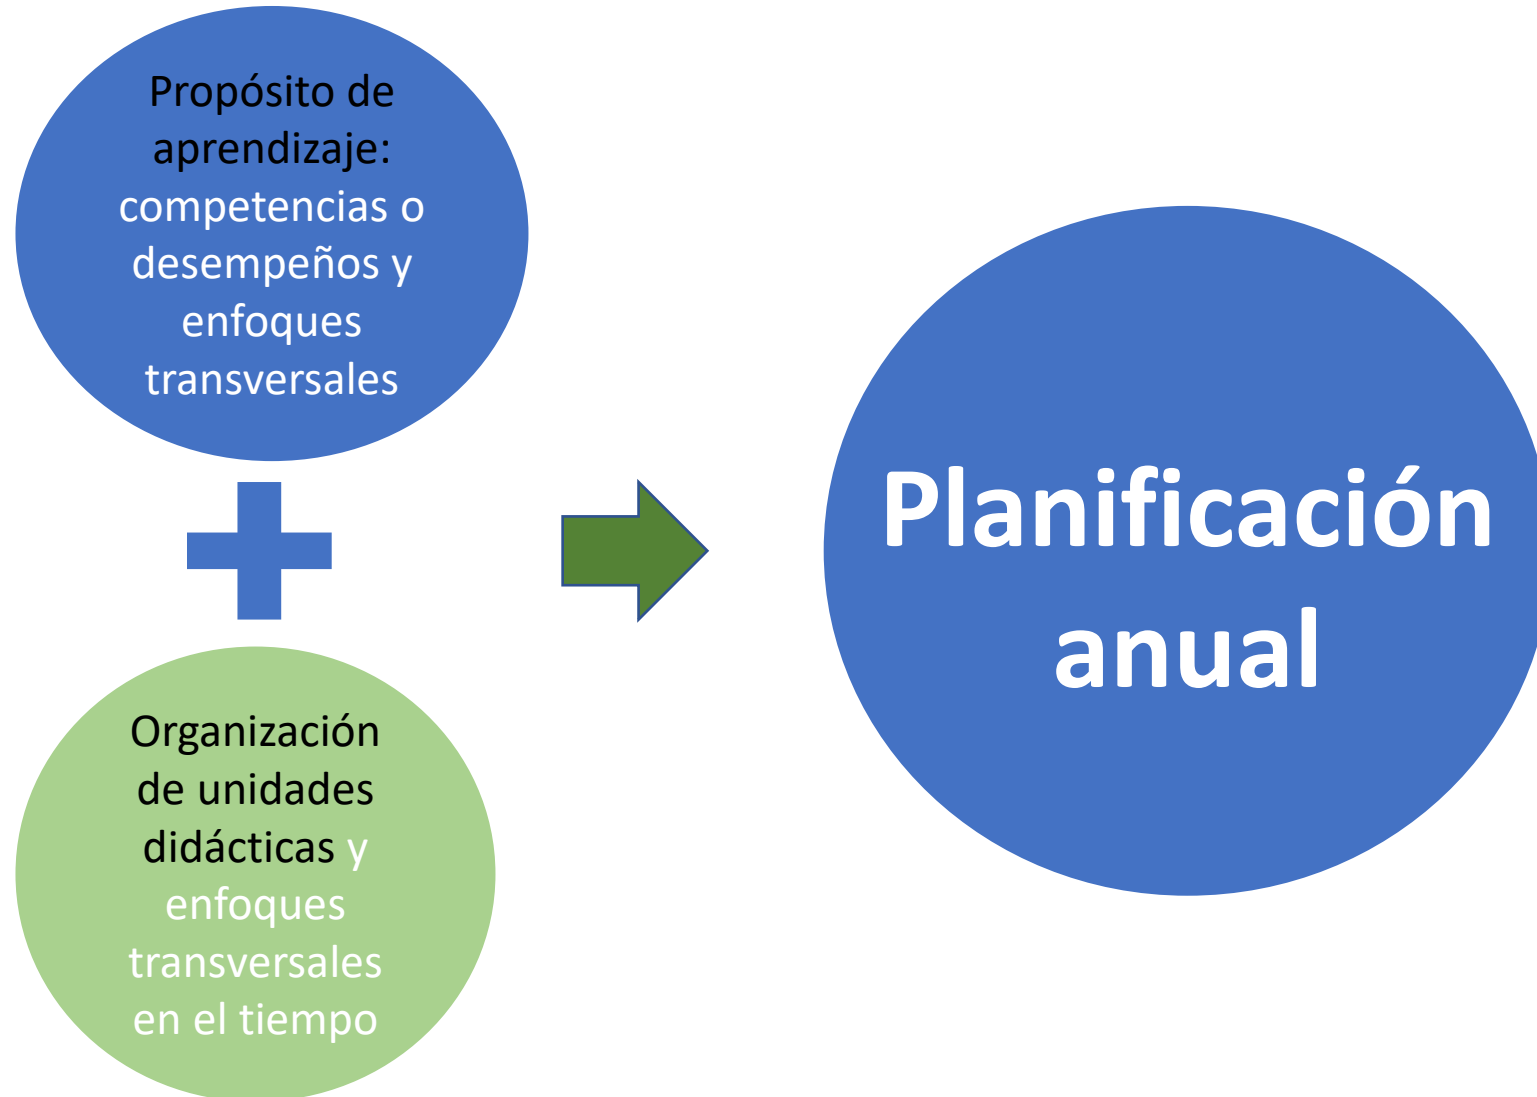 Propósito de
aprendizaje:
competencias o
desempeños y
enfoques
transversales
Organización
de unidades
didácticas y
enfoques
transversales
en el tiempo
Planificación
anual